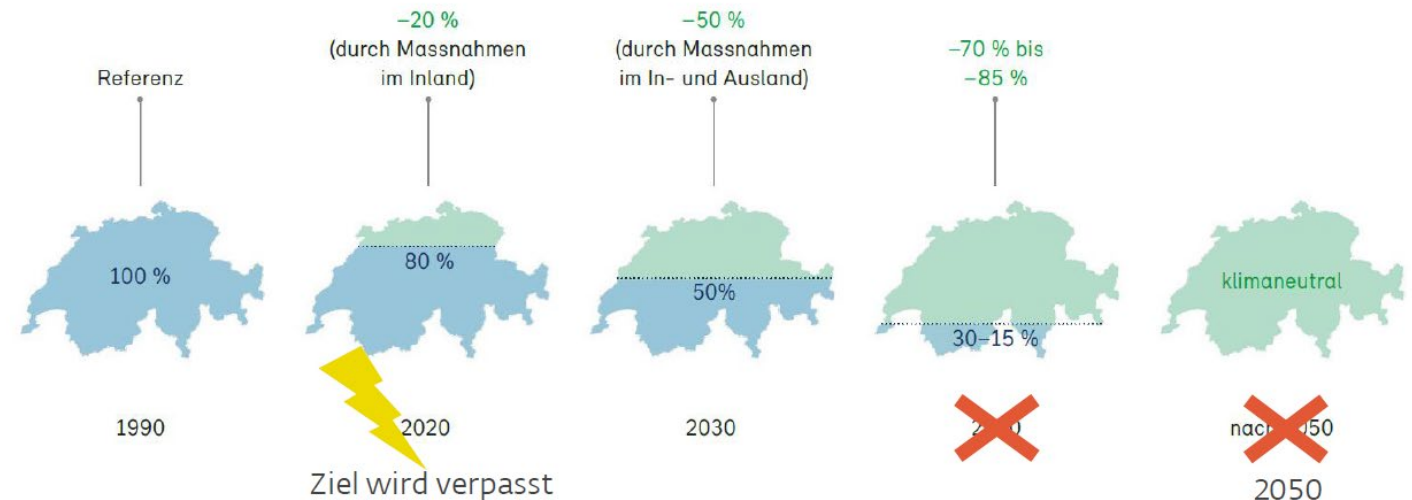 Referenz
–20 %
(durch Massnahmen
im Inland)
–50 %
(durch Massnahmen
im In- und Ausland)
–70 % bis
–85 %
100 %
80 %
50%
30–15 %
klimaneutral
1990
2020
2030
Ziel wird verpasst
2050